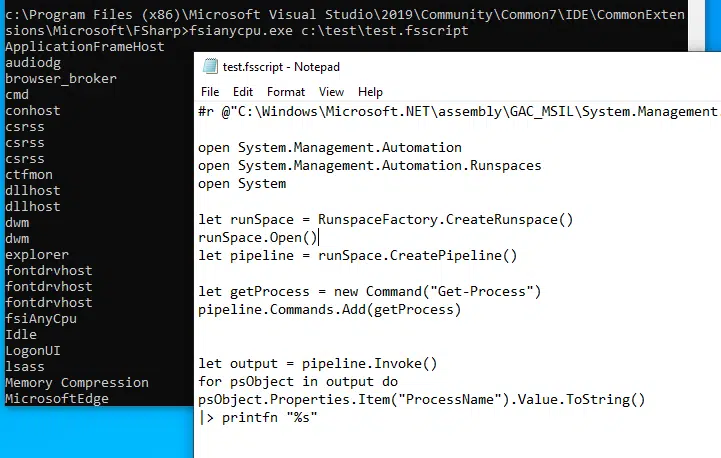 c:\Program Files (x86)\Microsoft Visual Studio\2019\Community\Common7\IDE\CommonExten
sions\Microsoft\FSharp>fsianycpu.exe c:\test\test.fsscript
ApplicationFrameHost
audiodg
browser_broker
cmd
conhost
csrss
csrss
csrss
ctfmon
dllhost
dllhost
dwm
dwm
explorer
fontdrvhost
fontdrvhost
fontdrvhost
fsiAnyCpu
Idle
LogonUI
lsass
Memory Compression
MicrosoftEdge
test.fsscript - Notepad
File Edit Format View Help
#r @"C:\Windows\Microsoft.NET\assembly\GAC_MSIL\System.Management.
open System.Management.Automation
open System.Management.Automation.Runspaces
open System
let runSpace = RunspaceFactory.CreateRunspace()
runSpace.Open()
let pipeline = runSpace.CreatePipeline()
let getProcess = new Command("Get-Process")
pipeline.Commands.Add(getProcess)
let output = pipeline.Invoke()
for psObject in output do
psObject.Properties.Item("ProcessName").Value.ToString()
|> printfn "%s"